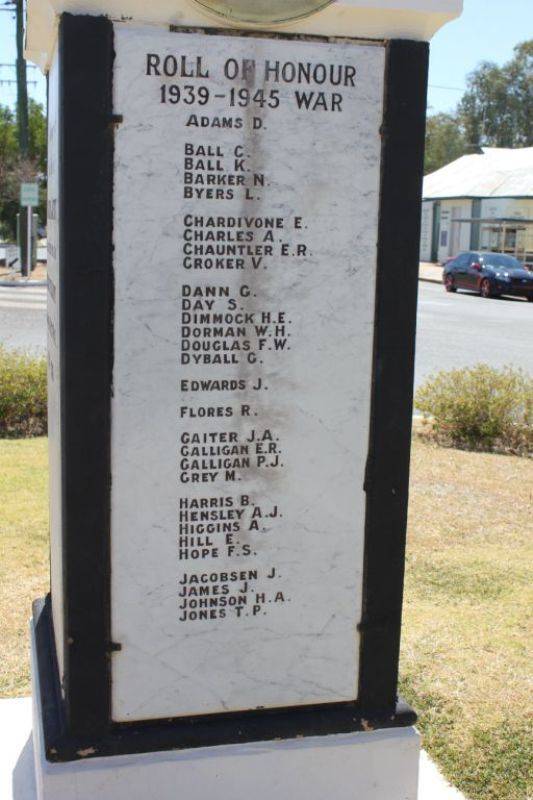 ROLL OF HONOUR
1939-1945 WAR
ADAMS D.
BALL C.
BALL K.
BARKER N.
BYERS L.
CHARDIVONE E.
CHARLES A.
CHAUNTLER E.R.
CROKER V.
DANN G.
DAY S.
DIMMOCK H.E.
DORMAN W.H.
DOUGLAS F.W.
DYBALL G.
EDWARDS J.
FLORES R.
GAITER J.A.
GALLIGAN E.R.
GALLIGAN P.J.
GREY M.
HARRIS B.
HENSLEY A.J.
HIGGINS A.
HILL E.
HOPE F.S.
JACOBSEN J.
JAMES J.
JOHNSON H.A.
JONES T.P.